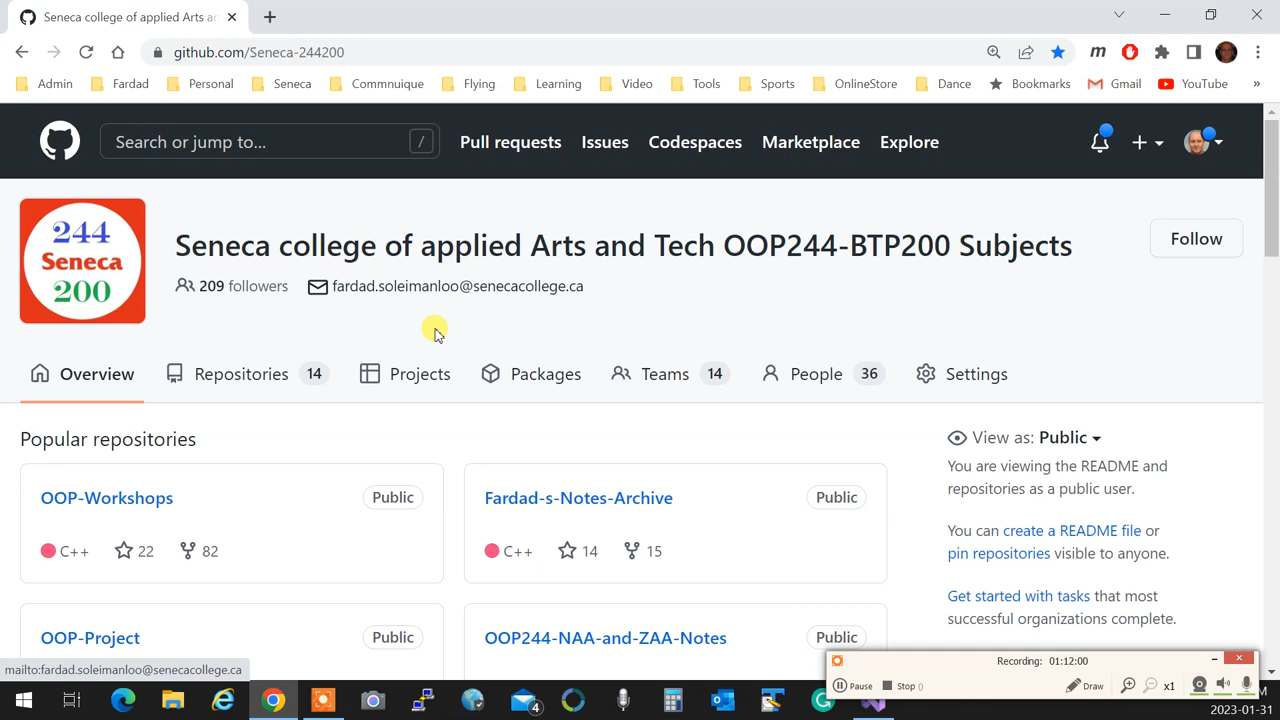 Seneca college of applied Arts an
github.com/Seneca-244200
m
Admin
Fardad
Personal
Seneca
Commnuique
Flying
Learning
Video
Tools
Sports
OnlineStore
Dance
Bookmarks
Gmail
YouTube
»
Search or jump to...
/
Pull requests
Issues
Codespaces
Marketplace
Explore
244
Seneca
200
Seneca college of applied Arts and Tech OOP244-BTP200 Subjects
Follow
209 followers
fardad.soleimanloo@senecacollege.ca
Overview
Repositories 14
Projects
Packages
Teams 14
People 36
Settings
Popular repositories
View as: Public
You are viewing the README and
repositories as a public user.
You can create a README file or
pin repositories visible to anyone.
Get started with tasks that most
successful organizations complete.
OOP-Workshops
Public
C++
22
82
Fardad-s-Notes-Archive
Public
C++
14
15
OOP-Project
Public
OOP244-NAA-and-ZAA-Notes
Public
mailto:fardad.soleimanloo@senecacollege.ca
Recording: 01:12:00
Pause
Stop ()
Draw
x1
4
M
2023-01-31